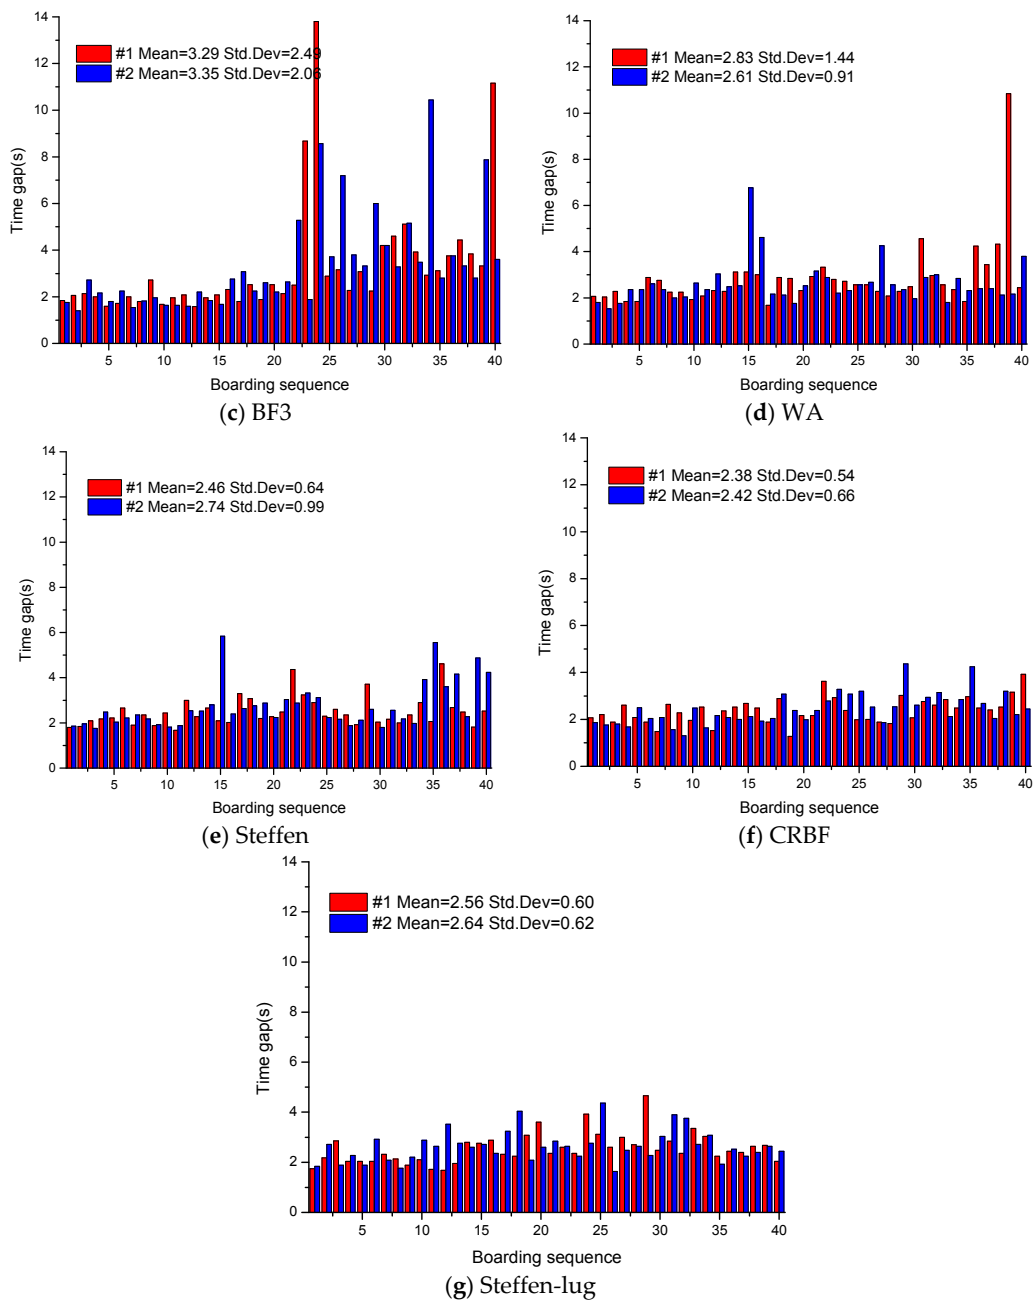 14
12
10
8
6
4
2
0
Time gap(s)
#1 Mean=3.29 Std.Dev=2.49
#2 Mean=3.35 Std.Dev=2.06
5 10 15 20 25 30 35 40
Boarding sequence
(c) BF3
14
12
10
8
6
4
2
0
Time gap(s)
#1 Mean=2.83 Std.Dev=1.44
#2 Mean=2.61 Std.Dev=0.91
5 10 15 20 25 30 35 40
Boarding sequence
(d) WA
14
12
10
8
6
4
2
0
Time gap(s)
#1 Mean=2.46 Std.Dev=0.64
#2 Mean=2.74 Std.Dev=0.99
5 10 15 20 25 30 35 40
Boarding sequence
(e) Steffen
14
12
10
8
6
4
2
0
Time gap(s)
#1 Mean=2.38 Std.Dev=0.54
#2 Mean=2.42 Std.Dev=0.66
5 10 15 20 25 30 35 40
Boarding sequence
(f) CRBF
14
12
10
8
6
4
2
0
Time gap(s)
#1 Mean=2.56 Std.Dev=0.60
#2 Mean=2.64 Std.Dev=0.62
5 10 15 20 25 30 35 40
Boarding sequence
(g) Steffen-lug